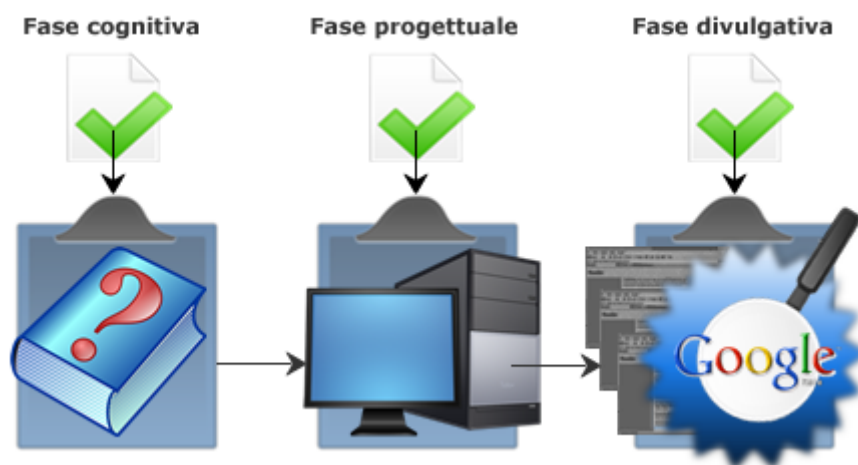 Fase cognitiva
Fase progettuale
Fase divulgativa
?
Google